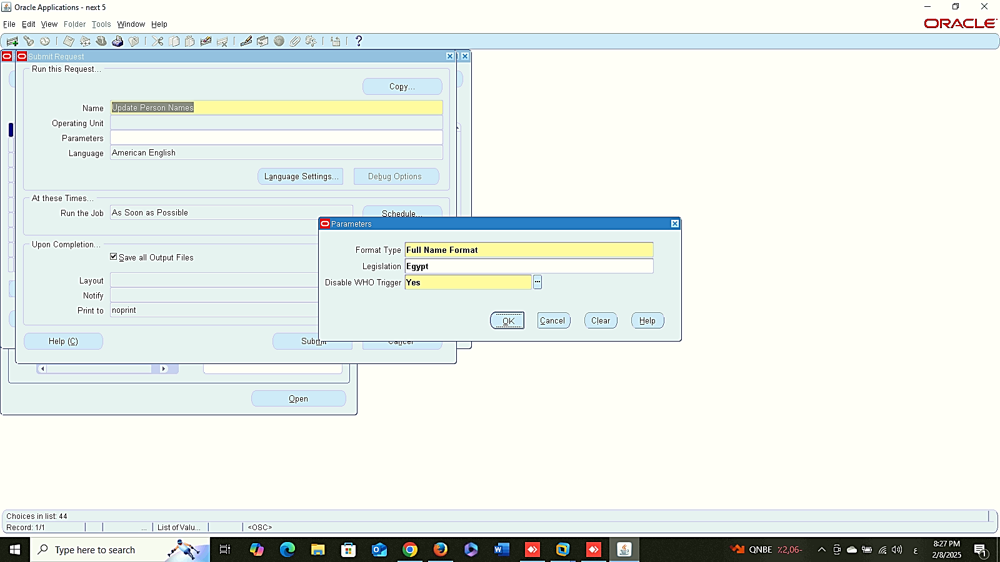 Oracle Applications - next 5
File Edit View Folder Tools Window Help
ORACLE
Submit Request
Run this Request...
Copy...
Name Update Person Names
Operating Unit
Parameters
Language American English
Language Settings... Debug Options
At these Times...
Run the Job As Soon as Possible Schedule...
Upon Completion...
Save all Output Files
Layout
Notify
Print to noprint
Help (C) Submit Cancel
Parameters
Format Type Full Name Format
Legislation Egypt
Disable WHO Trigger Yes ...
OK Cancel Clear Help
Open
Choices in list: 44
Record: 1/1 ... List of Valu... <OSC>
Type here to search
QNBE ٪2,06- ع 8:27 PM
2/8/2025 1